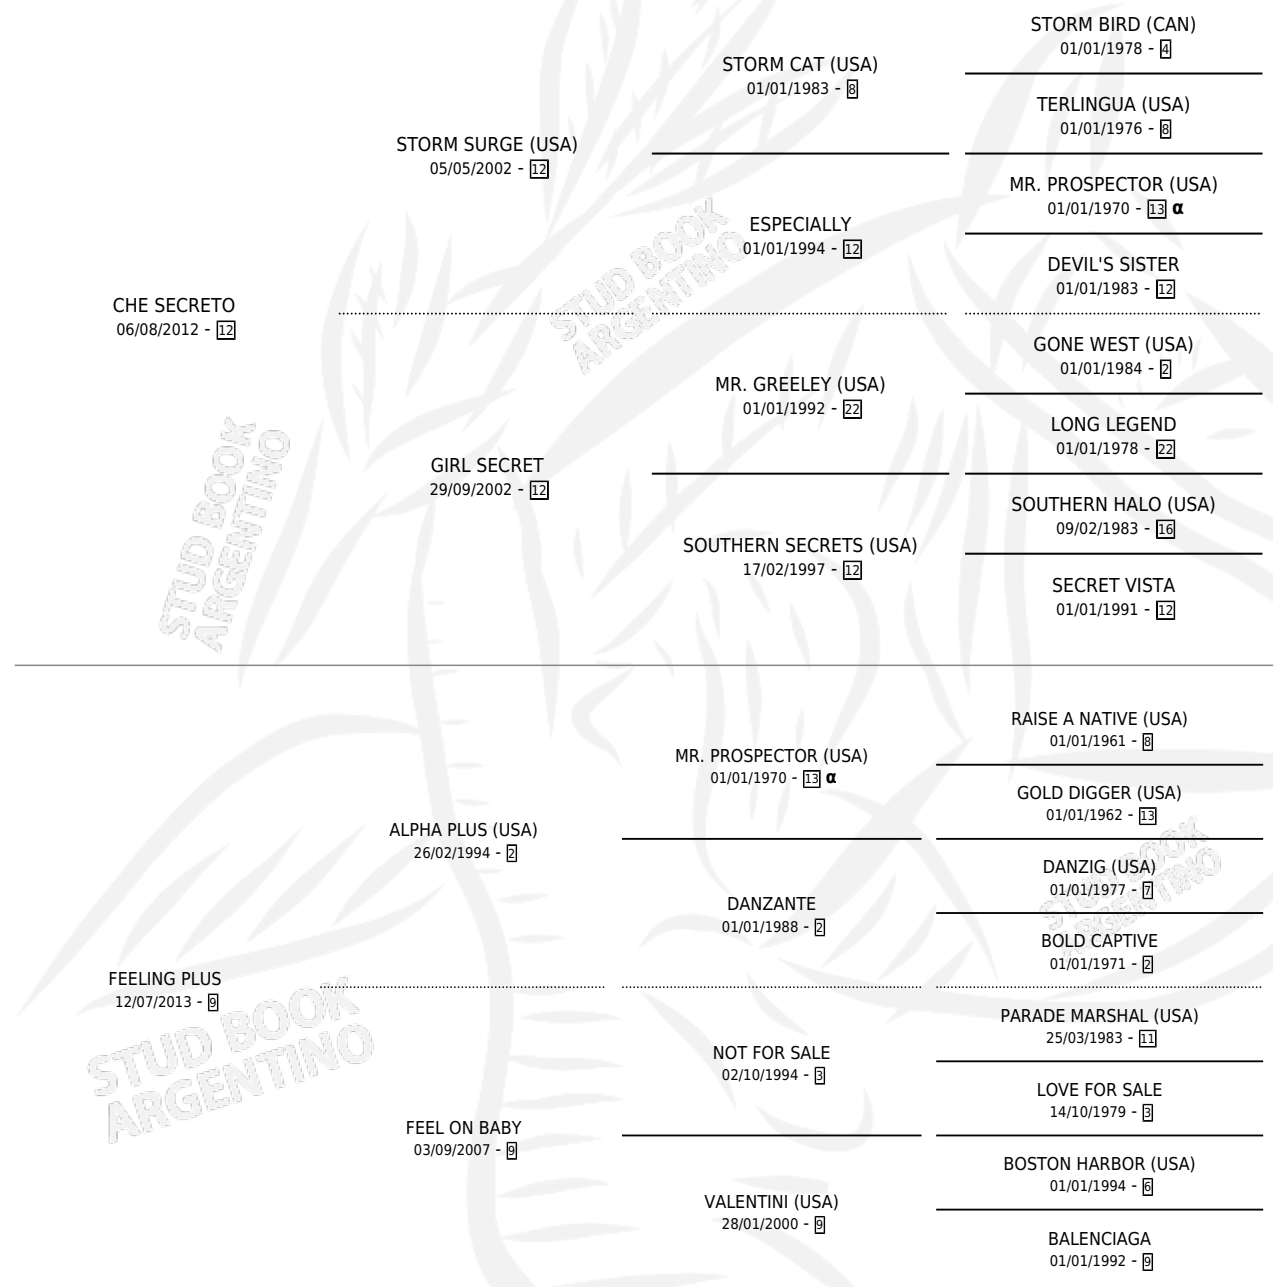 STORM BIRD (CAN)
01/01/1978 - 4
STORM CAT (USA)
01/01/1983 - 8
TERLINGUA (USA)
01/01/1976 - 8
STORM SURGE (USA)
05/05/2002 - 12
MR. PROSPECTOR (USA)
01/01/1970 - 13 α
ESPECIALLY
01/01/1994 - 12
DEVIL'S SISTER
01/01/1983 - 12
CHE SECRETO
06/08/2012 - 12
GONE WEST (USA)
01/01/1984 - 2
MR. GREELEY (USA)
01/01/1992 - 22
LONG LEGEND
01/01/1978 - 22
GIRL SECRET
29/09/2002 - 12
SOUTHERN HALO (USA)
09/02/1983 - 16
SOUTHERN SECRETS (USA)
17/02/1997 - 12
SECRET VISTA
01/01/1991 - 12
RAISE A NATIVE (USA)
01/01/1961 - 8
MR. PROSPECTOR (USA)
01/01/1970 - 13 α
GOLD DIGGER (USA)
01/01/1962 - 13
ALPHA PLUS (USA)
26/02/1994 - 2
DANZIG (USA)
01/01/1977 - 7
DANZANTE
01/01/1988 - 2
BOLD CAPTIVE
01/01/1971 - 2
FEELING PLUS
12/07/2013 - 9
PARADE MARSHAL (USA)
25/03/1983 - 11
NOT FOR SALE
02/10/1994 - 3
LOVE FOR SALE
14/10/1979 - 3
FEEL ON BABY
03/09/2007 - 9
BOSTON HARBOR (USA)
01/01/1994 - 6
VALENTINI (USA)
28/01/2000 - 9
BALENCIAGA
01/01/1992 - 9
STUD BOOK
ARGENTINO
STUD BOOK
ARGENTINO
STUD BOOK
ARGENTINO
STUD BOOK
ARGENTINO